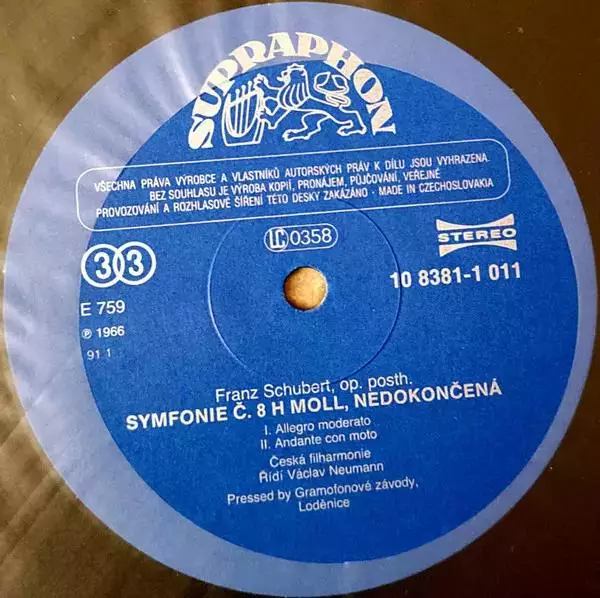 SUPRAPHON
VŠECHNA PRÁVA VÝROBCE A VLASTNÍKŮ AUTORSKÝCH PRÁV K DÍLU JSOU VYHRAZENA.
BEZ SOUHLASU JE VÝROBA KOPIÍ, PRONÁJEM, PŮJČOVÁNÍ, VEŘEJNÉ
PROVOZOVÁNÍ A ROZHLASOVÉ ŠÍŘENÍ TÉTO DESKY ZAKÁZÁNO · MADE IN CZECHOSLOVAKIA
33
LC 0358
STEREO
10 8381-1 011
E 759
℗ 1966
91 1
Franz Schubert, op. posth.
SYMFONIE Č. 8 H MOLL, NEDOKONČENÁ
I. Allegro moderato
II. Andante con moto
Česká filharmonie
Řídí Václav Neumann
Pressed by Gramofonové závody,
Loděnice